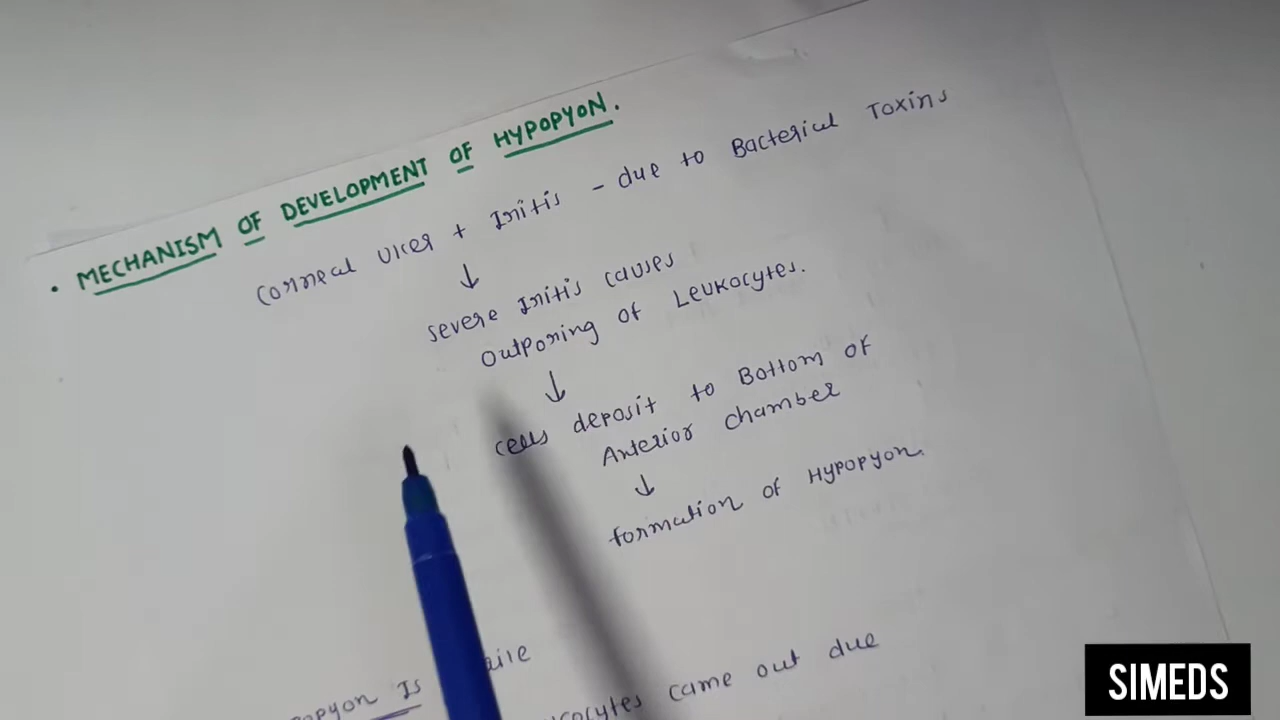 • MECHANISM OF DEVELOPMENT OF HYPOPYON.
Corneal Ulcer + Iritis - due to Bacterial Toxins
↓
severe Iritis causes
Outporing of Leukocytes.
↓
cells deposit to Bottom of
Anterior chamber
↓
formation of Hypopyon.
Is
came out due
SIMEDS